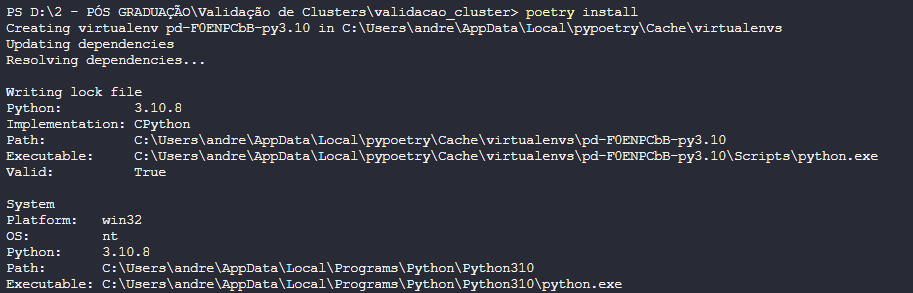 PS D:\2 - PÓS GRADUAÇÃO\Validação de Clusters\validacao_cluster> poetry install
Creating virtualenv pd-F0ENPCbB-py3.10 in C:\Users\andre\AppData\Local\pypoetry\Cache\virtualenvs
Updating dependencies
Resolving dependencies...

Writing lock file
Python:         3.10.8
Implementation: CPython
Path:           C:\Users\andre\AppData\Local\pypoetry\Cache\virtualenvs\pd-F0ENPCbB-py3.10
Executable:     C:\Users\andre\AppData\Local\pypoetry\Cache\virtualenvs\pd-F0ENPCbB-py3.10\Scripts\python.exe
Valid:          True

System
Platform:   win32
OS:         nt
Python:     3.10.8
Path:       C:\Users\andre\AppData\Local\Programs\Python\Python310
Executable: C:\Users\andre\AppData\Local\Programs\Python\Python310\python.exe